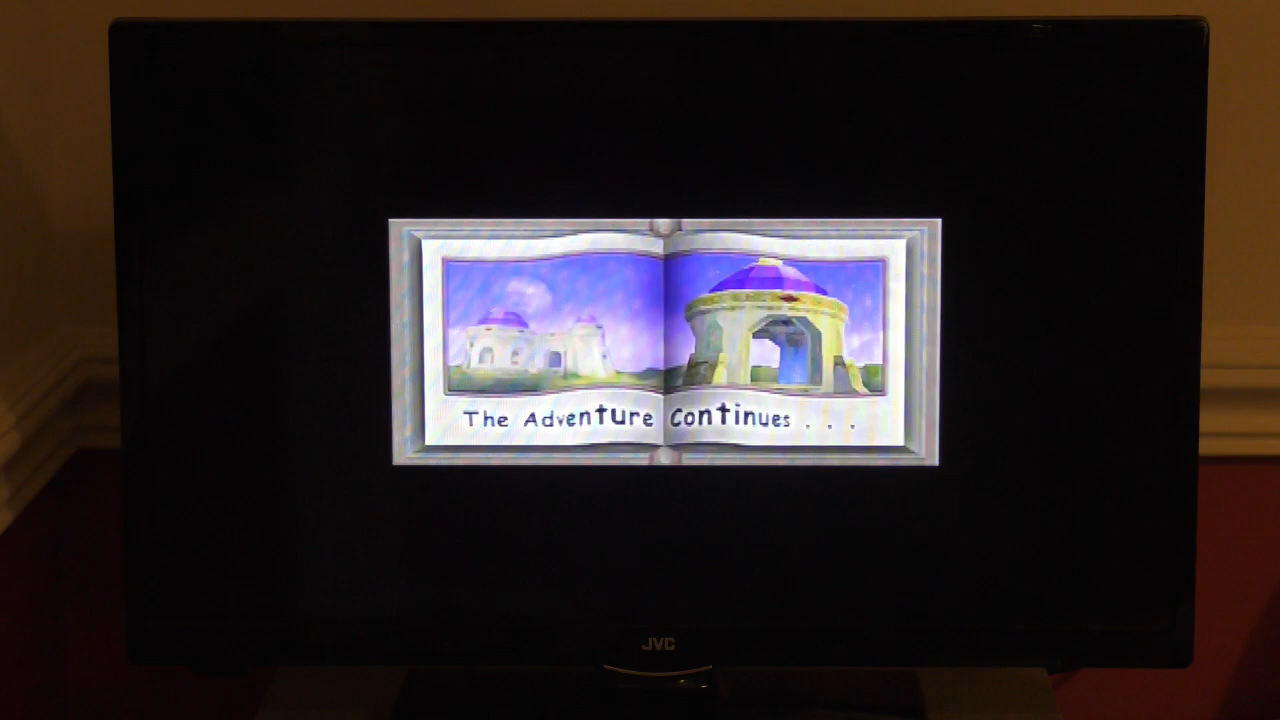 The Adventure Continues . . .
JVC